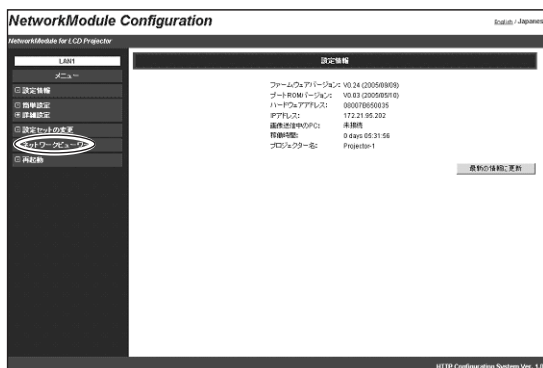 NetworkModule Configuration
English / Japanese
NetworkModule for LCD Projector
LAN1
メニュー
設定情報
簡単設定
詳細設定
設定セットの変更
ネットワークビューワ
再起動
設定情報
ファームウェアバージョン: V0.24 (2005/09/09)
ブートROMバージョン: V0.03 (2005/05/10)
ハードウェアアドレス: 08007B650035
IPアドレス: 172.21.95.202
画像送信中のPC: 未接続
稼働時間: 0 days 05:31:56
プロジェクター名: Projector-1
最新の情報に更新
HTTP Configuration System Ver. 1.0